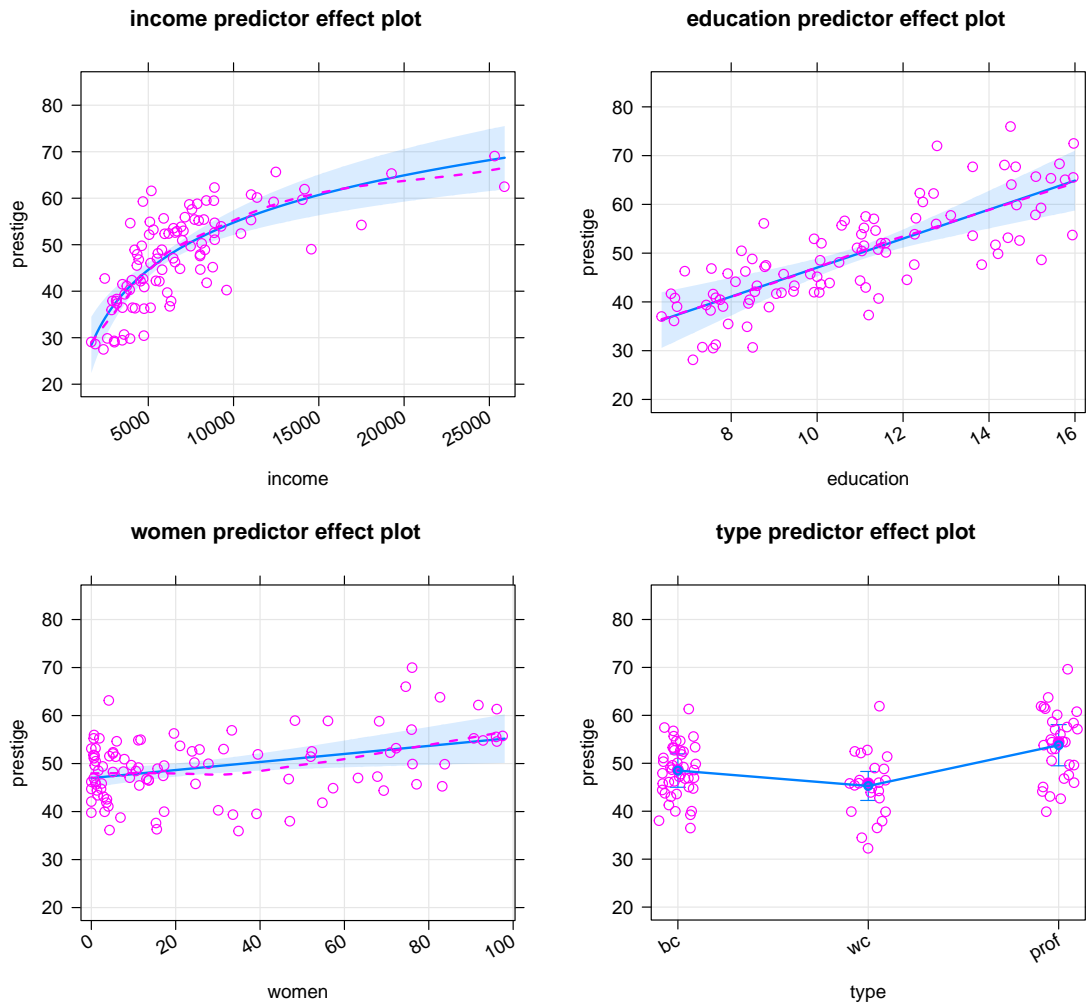 income predictor effect plot
prestige
80
70
60
50
40
30
20
5000
10000
15000
20000
25000
income
education predictor effect plot
prestige
80
70
60
50
40
30
20
8
10
12
14
16
education
women predictor effect plot
prestige
80
70
60
50
40
30
20
0
20
40
60
80
100
women
type predictor effect plot
prestige
80
70
60
50
40
30
20
bc
wc
prof
type